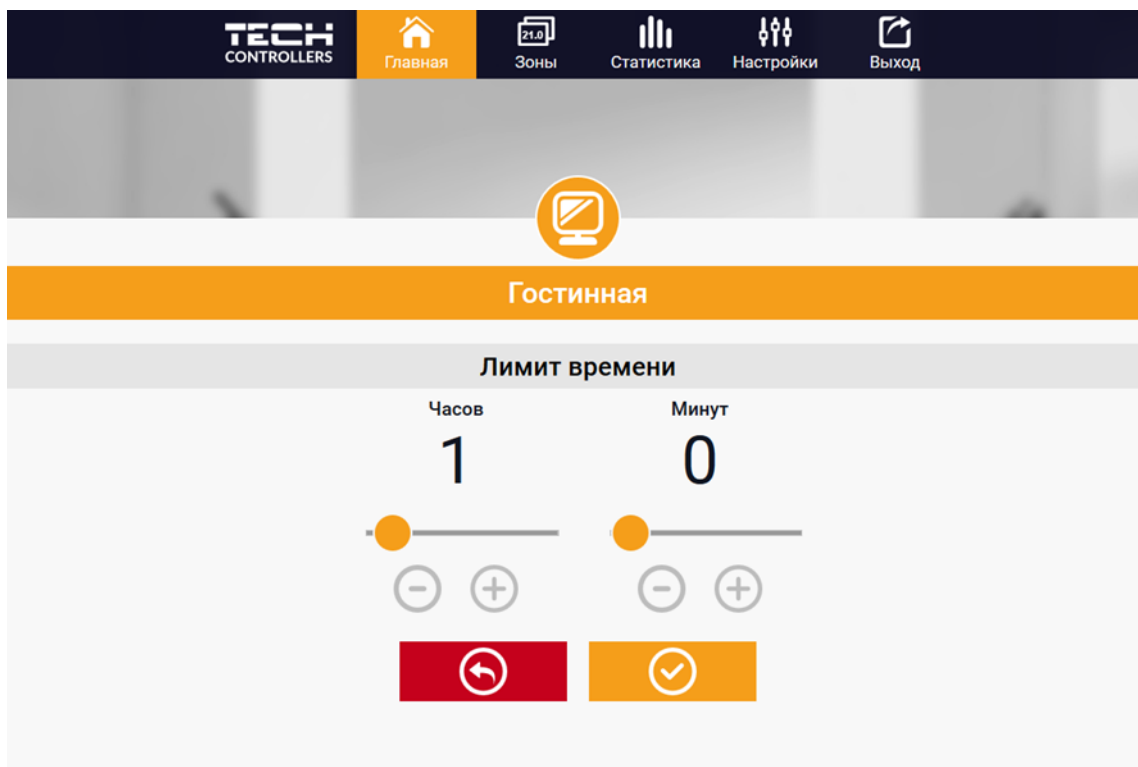 TECH
CONTROLLERS
Главная
21.0
Зоны
Статистика
Настройки
Выход
Гостинная
Лимит времени
Часов
Минут
1
0